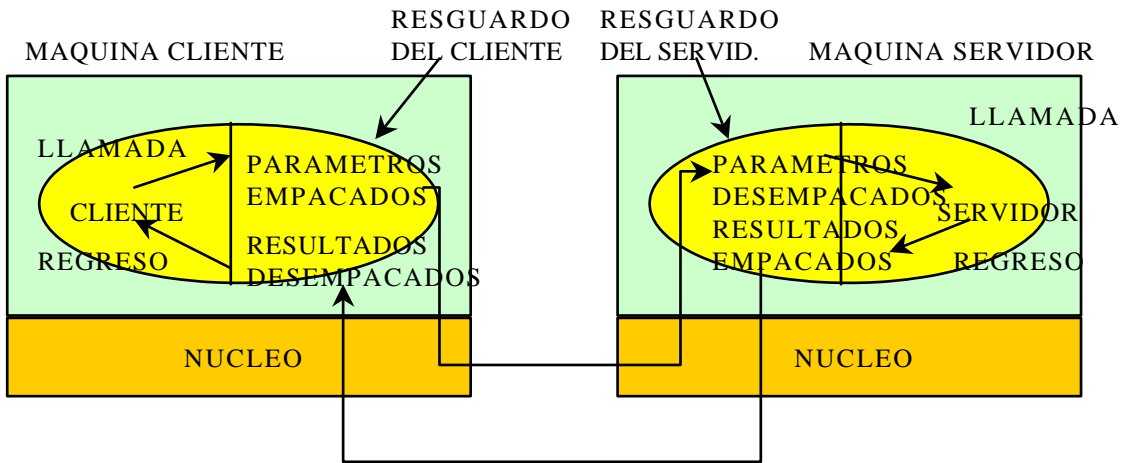 MAQUINA CLIENTE
RESGUARDO
DEL CLIENTE
RESGUARDO
DEL SERVID.
MAQUINA SERVIDOR
LLAMADA
CLIENTE
REGRESO
PARAMETROS
EMPACADOS
RESULTADOS
DESEMPACADOS
NUCLEO
PARAMETROS
DESEMPACADOS
RESULTADOS
EMPACADOS
LLAMADA
SERVIDOR
REGRESO
NUCLEO